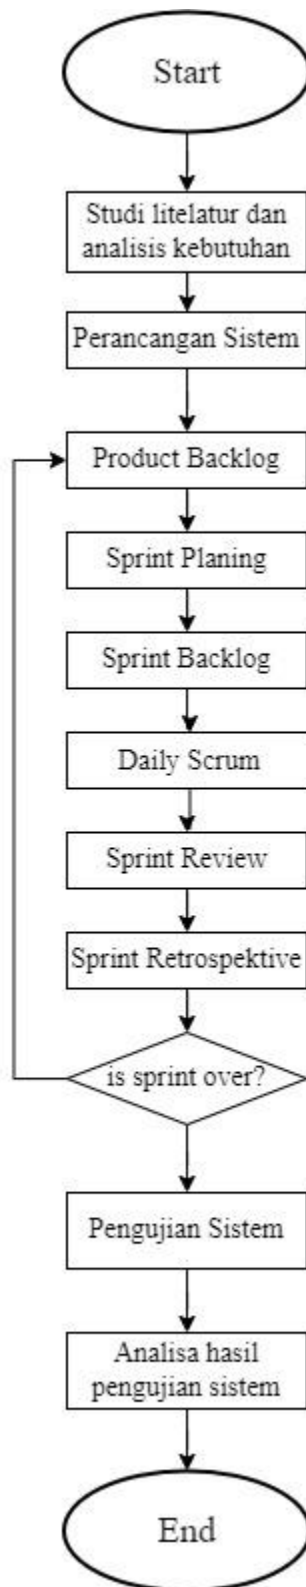 Start
Studi litelatur dan
analisis kebutuhan
Perancangan Sistem
Product Backlog
Sprint Planing
Sprint Backlog
Daily Scrum
Sprint Review
Sprint Retrospektive
is sprint over?
Pengujian Sistem
Analisa hasil
pengujian sistem
End